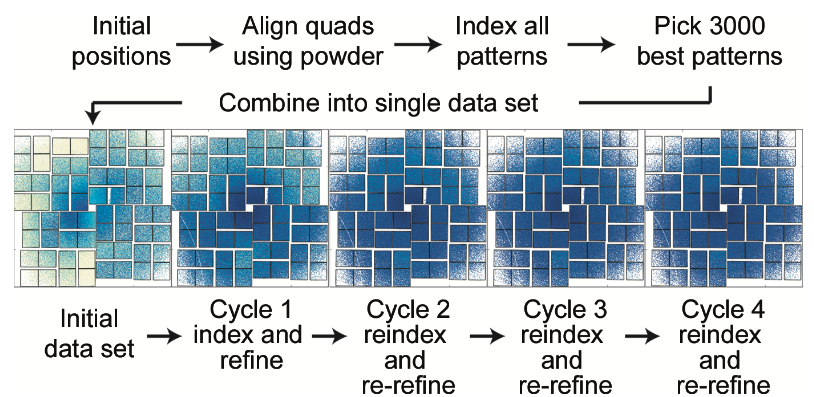 Initial
positions
Align quads
using powder
Index all
patterns
Pick 3000
best patterns
Combine into single data set
Initial
data set
Cycle 1
index and
refine
Cycle 2
reindex
and
re-refine
Cycle 3
reindex
and
re-refine
Cycle 4
reindex
and
re-refine